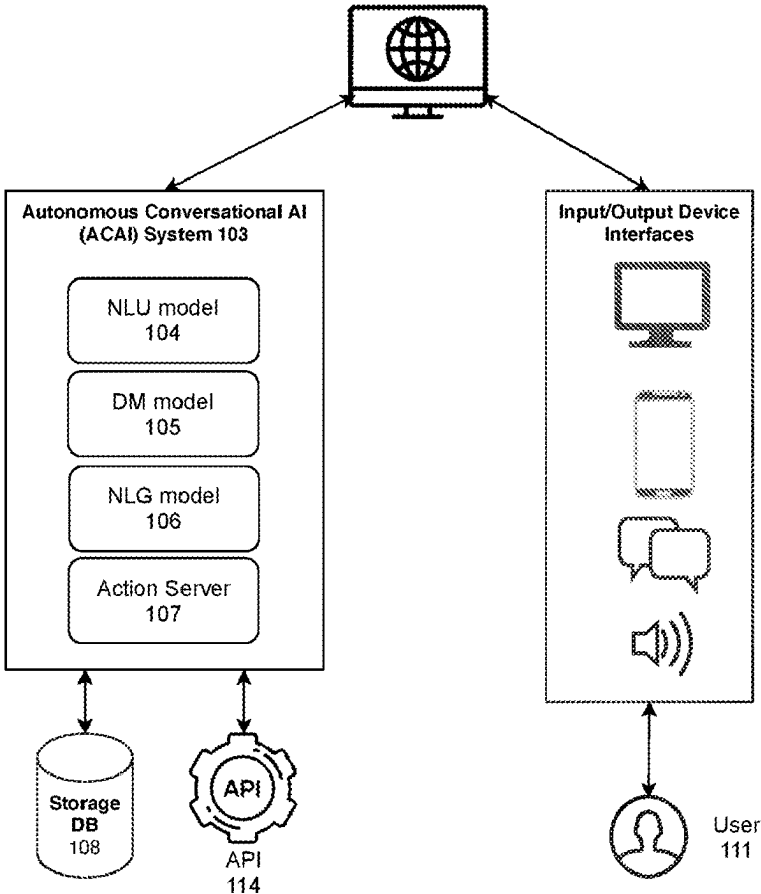 Autonomous Conversational AI
(ACAI) System 103
NLU model
104
DM model
105
NLG model
106
Action Server
107
Storage
DB
108
API
API
114
Input/Output Device
Interfaces
User
111